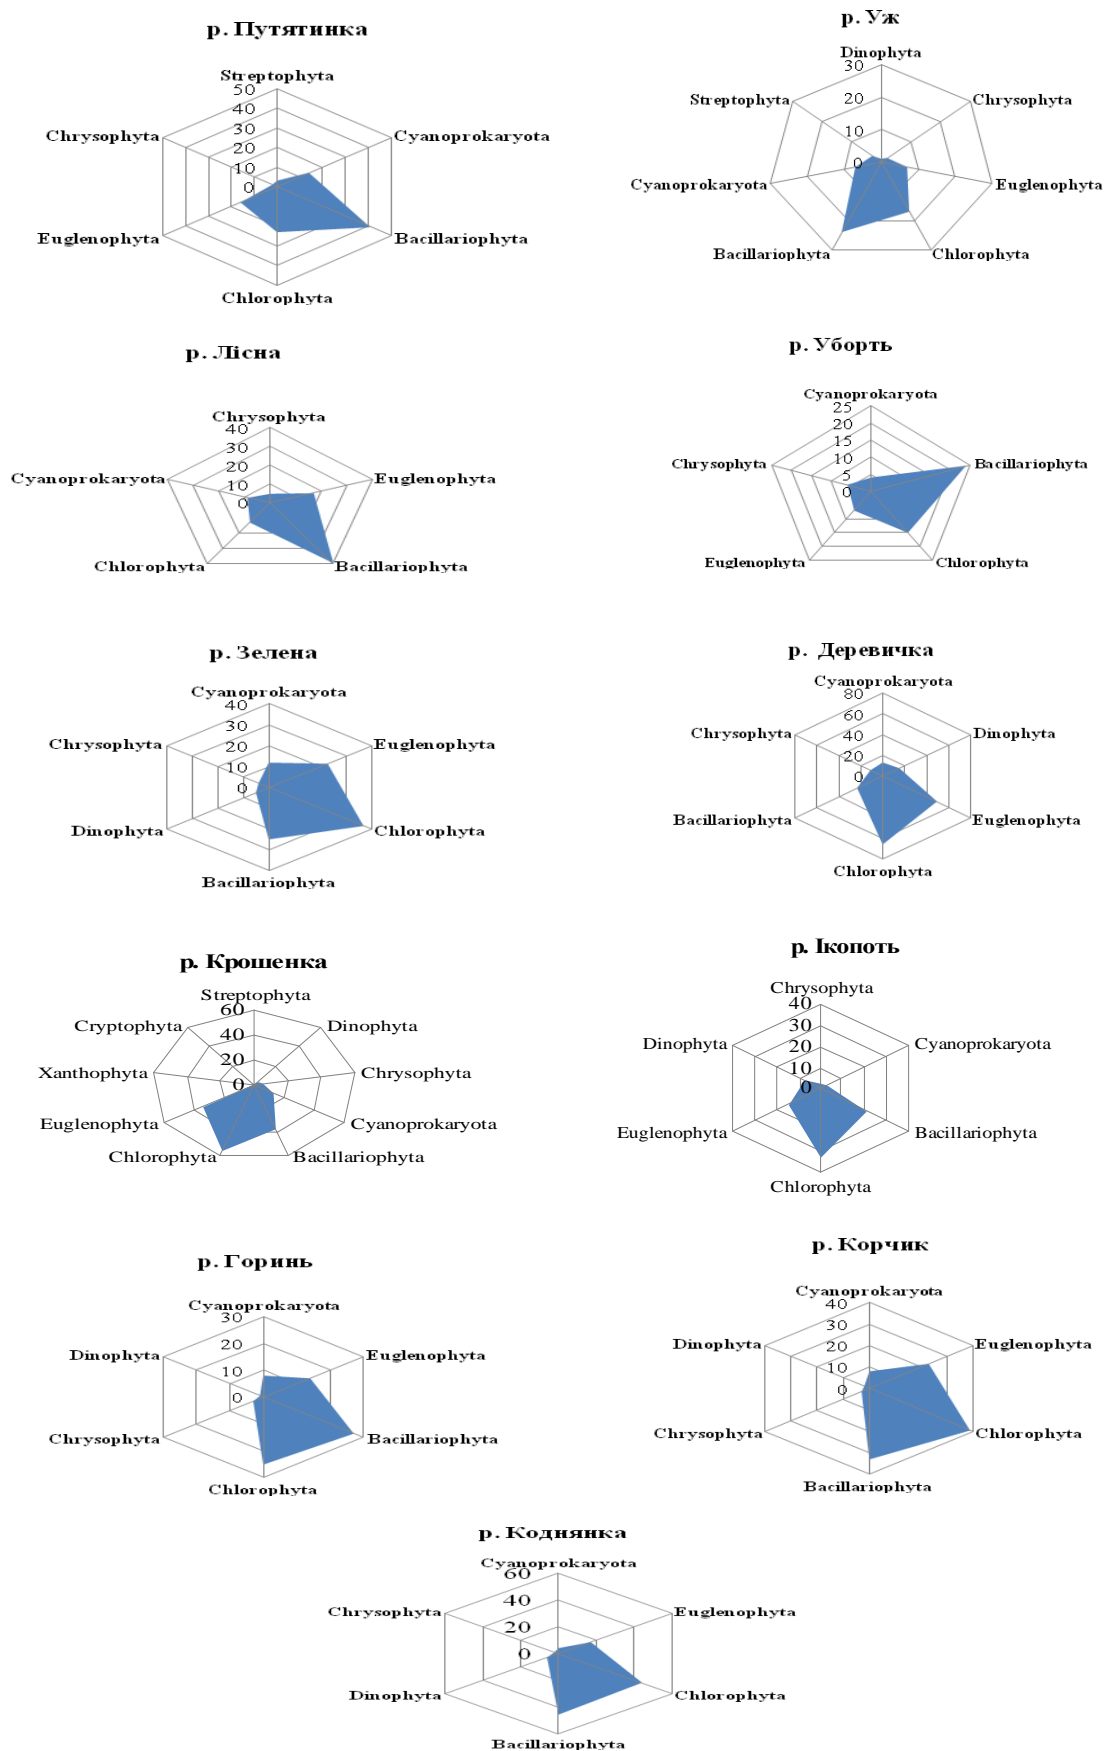 р. Путятинка
Streptophyta
50
40
30
20
10
0
Chrysophyta
Cyanoprokaryota
Euglenophyta
Bacillariophyta
Chlorophyta
р. Уж
Dinophyta
30
20
10
0
Streptophyta
Chrysophyta
Cyanoprokaryota
Euglenophyta
Bacillariophyta
Chlorophyta
р. Лісна
Chrysophyta
40
30
20
10
0
Cyanoprokaryota
Euglenophyta
Chlorophyta
Bacillariophyta
р. Уборть
Cyanoprokaryota
25
20
15
10
5
0
Chrysophyta
Bacillariophyta
Euglenophyta
Chlorophyta
р. Зелена
Cyanoprokaryota
40
30
20
10
0
Chrysophyta
Euglenophyta
Dinophyta
Chlorophyta
Bacillariophyta
р. Деревичка
Cyanoprokaryota
80
60
40
20
0
Chrysophyta
Dinophyta
Bacillariophyta
Euglenophyta
Chlorophyta
р. Крошенка
Streptophyta
60
40
20
0
Cryptophyta
Dinophyta
Xanthophyta
Chrysophyta
Euglenophyta
Cyanoprokaryota
Chlorophyta
Bacillariophyta
р. Ікопоть
Chrysophyta
40
30
20
10
0
Dinophyta
Cyanoprokaryota
Euglenophyta
Bacillariophyta
Chlorophyta
р. Горинь
Cyanoprokaryota
30
20
10
0
Dinophyta
Euglenophyta
Chrysophyta
Bacillariophyta
Chlorophyta
р. Корчик
Cyanoprokaryota
40
30
20
10
0
Dinophyta
Euglenophyta
Chrysophyta
Chlorophyta
Bacillariophyta
р. Коднянка
Cyanoprokaryota
60
40
20
0
Chrysophyta
Euglenophyta
Dinophyta
Chlorophyta
Bacillariophyta